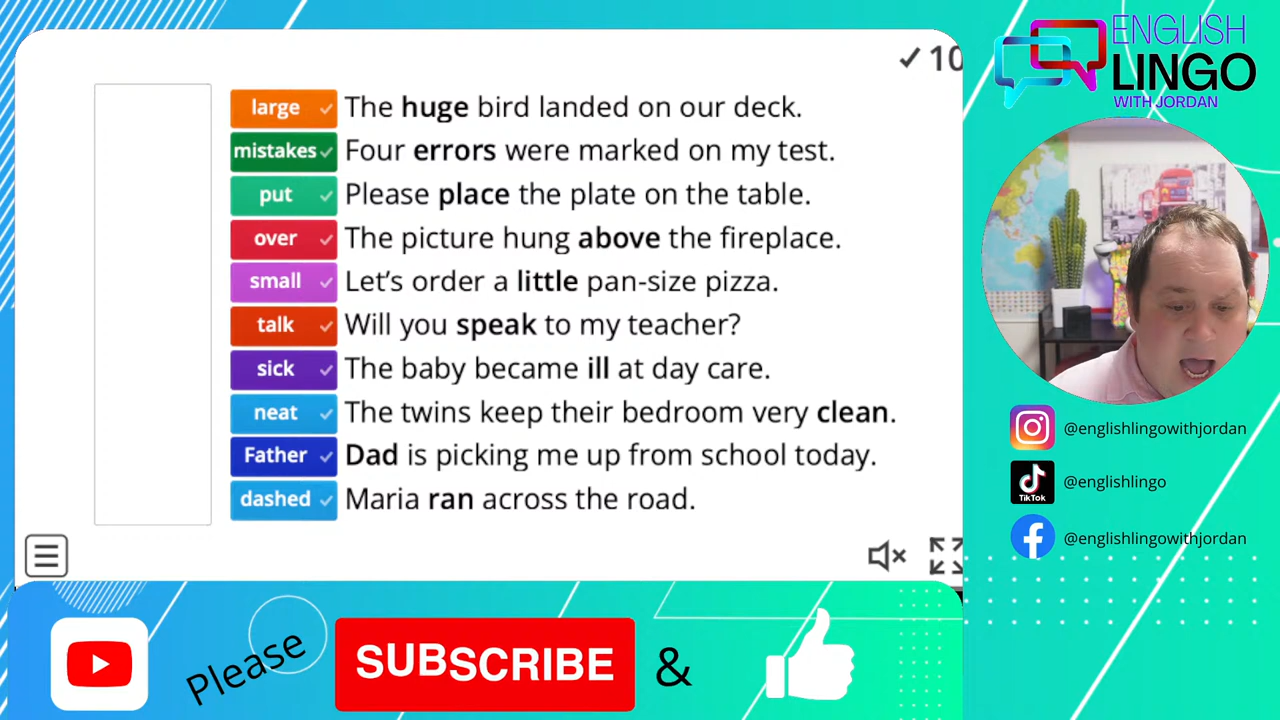 ✓ 10
large ✓ The huge bird landed on our deck.
mistakes ✓ Four errors were marked on my test.
put ✓ Please place the plate on the table.
over ✓ The picture hung above the fireplace.
small ✓ Let's order a little pan-size pizza.
talk ✓ Will you speak to my teacher?
sick ✓ The baby became ill at day care.
neat ✓ The twins keep their bedroom very clean.
Father ✓ Dad is picking me up from school today.
dashed ✓ Maria ran across the road.
ENGLISH
LINGO
WITH JORDAN
@englishlingowithjordan
TikTok
@englishlingo
@englishlingowithjordan
Please
SUBSCRIBE
&